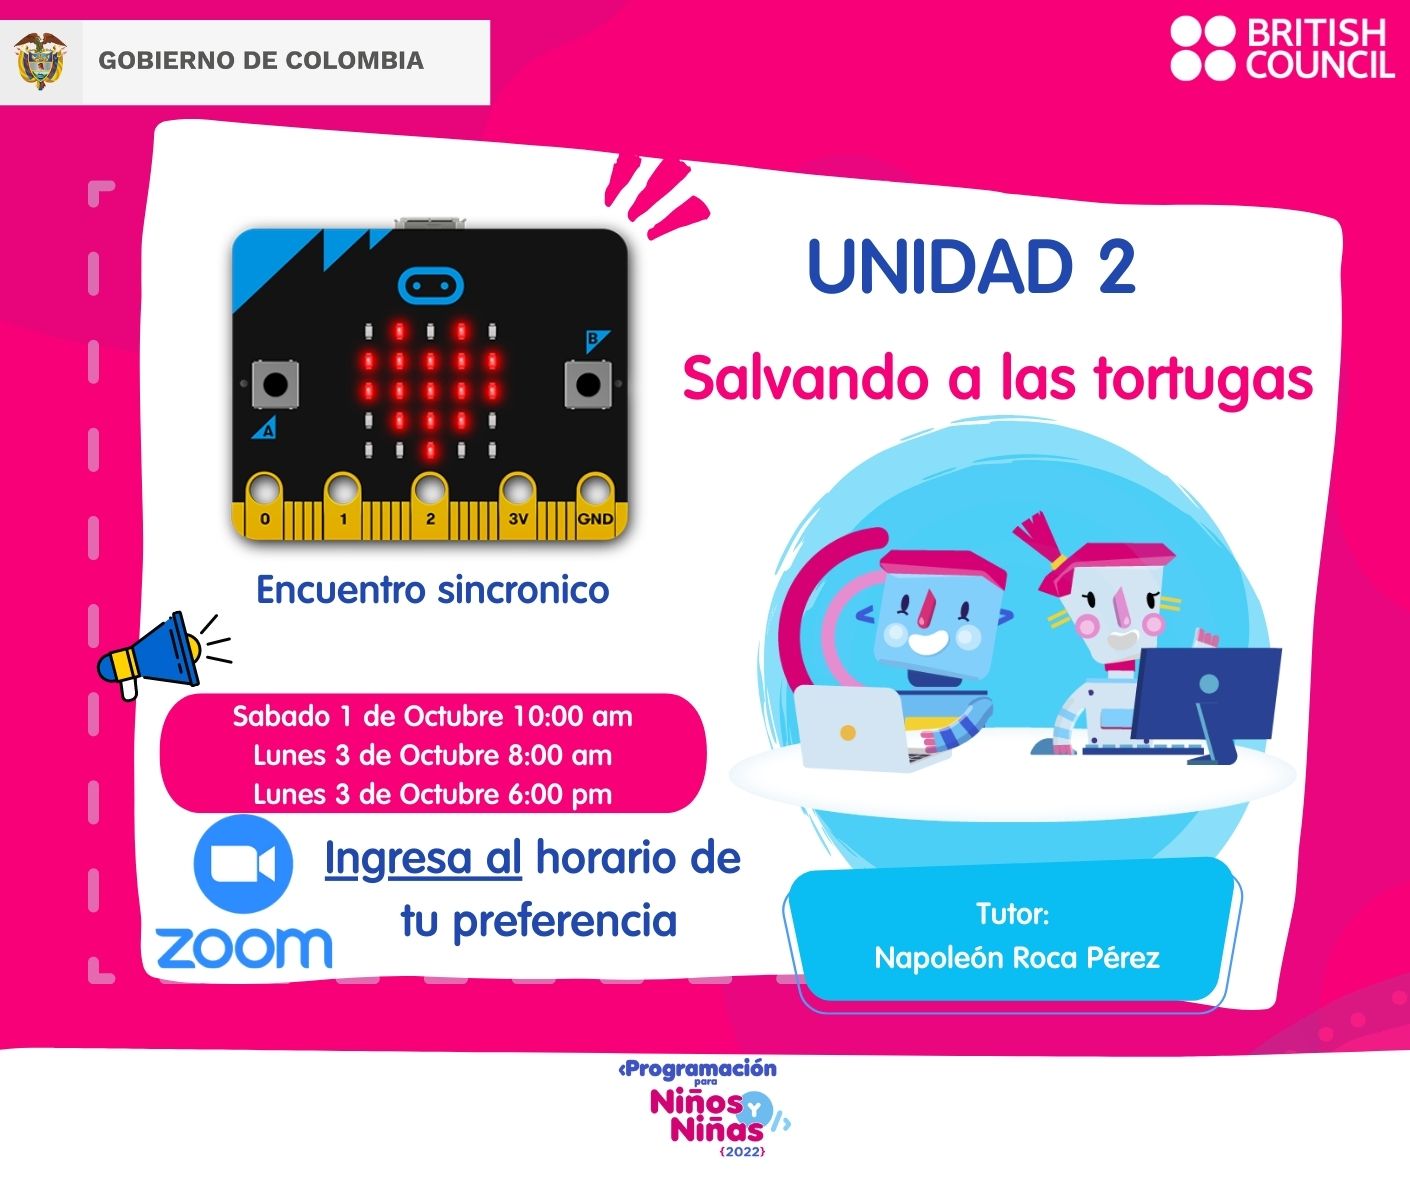 GOBIERNO DE COLOMBIA
BRITISH
COUNCIL
UNIDAD 2
Salvando a las tortugas
B
A
0 1 2 3V GND
Encuentro sincronico
Sabado 1 de Octubre 10:00 am
Lunes 3 de Octubre 8:00 am
Lunes 3 de Octubre 6:00 pm
zoom
Ingresa al horario de
tu preferencia
Tutor:
Napoleón Roca Pérez
‹Programación
para
Niños Y
Niñas /›
{2022}